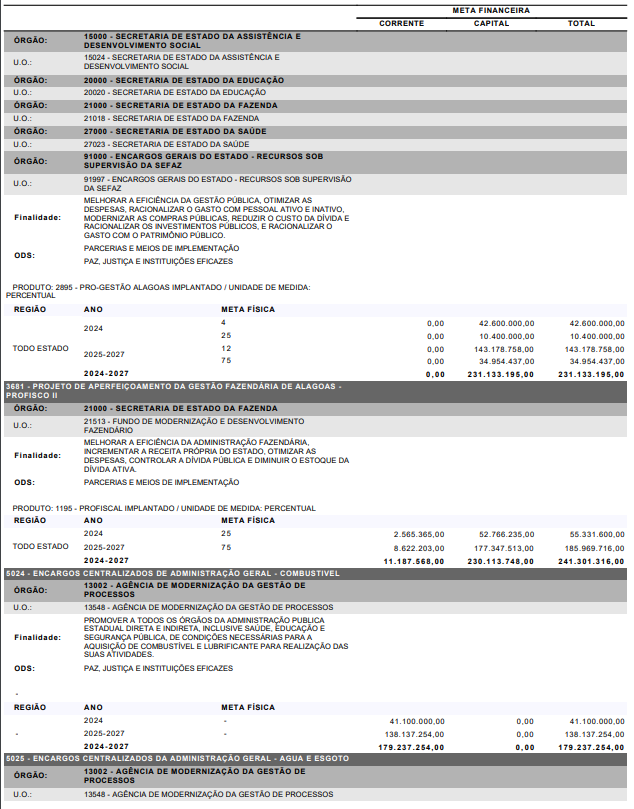 META FINANCEIRA
CORRENTE CAPITAL TOTAL
ÓRGÃO: 15000 - SECRETARIA DE ESTADO DA ASSISTÊNCIA E
DESENVOLVIMENTO SOCIAL
U.O.: 15024 - SECRETARIA DE ESTADO DA ASSISTÊNCIA E
DESENVOLVIMENTO SOCIAL
ÓRGÃO: 20000 - SECRETARIA DE ESTADO DA EDUCAÇÃO
U.O.: 20020 - SECRETARIA DE ESTADO DA EDUCAÇÃO
ÓRGÃO: 21000 - SECRETARIA DE ESTADO DA FAZENDA
U.O.: 21018 - SECRETARIA DE ESTADO DA FAZENDA
ÓRGÃO: 27000 - SECRETARIA DE ESTADO DA SAÚDE
U.O.: 27023 - SECRETARIA DE ESTADO DA SAÚDE
ÓRGÃO: 91000 - ENCARGOS GERAIS DO ESTADO - RECURSOS SOB
SUPERVISÃO DA SEFAZ
U.O.: 91997 - ENCARGOS GERAIS DO ESTADO - RECURSOS SOB SUPERVISÃO
DA SEFAZ
Finalidade: MELHORAR A EFICIÊNCIA DA GESTÃO PÚBLICA, OTIMIZAR AS
DESPESAS, RACIONALIZAR O GASTO COM PESSOAL ATIVO E INATIVO,
MODERNIZAR AS COMPRAS PÚBLICAS, REDUZIR O CUSTO DA DÍVIDA E
RACIONALIZAR OS INVESTIMENTOS PÚBLICOS, E RACIONALIZAR O
GASTO COM O PATRIMÔNIO PÚBLICO.
ODS: PARCERIAS E MEIOS DE IMPLEMENTAÇÃO
PAZ, JUSTIÇA E INSTITUIÇÕES EFICAZES
PRODUTO: 2895 - PRO-GESTÃO ALAGOAS IMPLANTADO / UNIDADE DE MEDIDA:
PERCENTUAL
REGIÃO ANO META FÍSICA
TODO ESTADO 2024 4 0,00 42.600.000,00 42.600.000,00
25 0,00 10.400.000,00 10.400.000,00
2025-2027 12 0,00 143.178.758,00 143.178.758,00
75 0,00 34.954.437,00 34.954.437,00
2024-2027 0,00 231.133.195,00 231.133.195,00
3681 - PROJETO DE APERFEIÇOAMENTO DA GESTÃO FAZENDÁRIA DE ALAGOAS -
PROFISCO II
ÓRGÃO: 21000 - SECRETARIA DE ESTADO DA FAZENDA
U.O.: 21513 - FUNDO DE MODERNIZAÇÃO E DESENVOLVIMENTO
FAZENDÁRIO
Finalidade: MELHORAR A EFICIÊNCIA DA ADMINISTRAÇÃO FAZENDÁRIA,
INCREMENTAR A RECEITA PRÓPRIA DO ESTADO, OTIMIZAR AS
DESPESAS, CONTROLAR A DÍVIDA PÚBLICA E DIMINUIR O ESTOQUE DA
DÍVIDA ATIVA.
ODS: PARCERIAS E MEIOS DE IMPLEMENTAÇÃO
PRODUTO: 1195 - PROFISCAL IMPLANTADO / UNIDADE DE MEDIDA: PERCENTUAL
REGIÃO ANO META FÍSICA
TODO ESTADO 2024 25 2.565.365,00 52.766.235,00 55.331.600,00
2025-2027 75 8.622.203,00 177.347.513,00 185.969.716,00
2024-2027 11.187.568,00 230.113.748,00 241.301.316,00
5024 - ENCARGOS CENTRALIZADOS DE ADMINISTRAÇÃO GERAL - COMBUSTÍVEL
ÓRGÃO: 13002 - AGÊNCIA DE MODERNIZAÇÃO DA GESTÃO DE
PROCESSOS
U.O.: 13548 - AGÊNCIA DE MODERNIZAÇÃO DA GESTÃO DE PROCESSOS
Finalidade: PROMOVER A TODOS OS ÓRGÃOS DA ADMINISTRAÇÃO PUBLICA
ESTADUAL DIRETA E INDIRETA, INCLUSIVE SAÚDE, EDUCAÇÃO E
SEGURANÇA PÚBLICA, DE CONDIÇÕES NECESSÁRIAS PARA A
AQUISIÇÃO DE COMBUSTÍVEL E LUBRIFICANTE PARA REALIZAÇÃO DAS
SUAS ATIVIDADES.
ODS: PAZ, JUSTIÇA E INSTITUIÇÕES EFICAZES
-
REGIÃO ANO META FÍSICA
- 2024 - 41.100.000,00 0,00 41.100.000,00
2025-2027 - 138.137.254,00 0,00 138.137.254,00
2024-2027 179.237.254,00 0,00 179.237.254,00
5025 - ENCARGOS CENTRALIZADOS DA ADMINISTRAÇÃO GERAL - AGUA E ESGOTO
ÓRGÃO: 13002 - AGÊNCIA DE MODERNIZAÇÃO DA GESTÃO DE
PROCESSOS
U.O.: 13548 - AGÊNCIA DE MODERNIZAÇÃO DA GESTÃO DE PROCESSOS